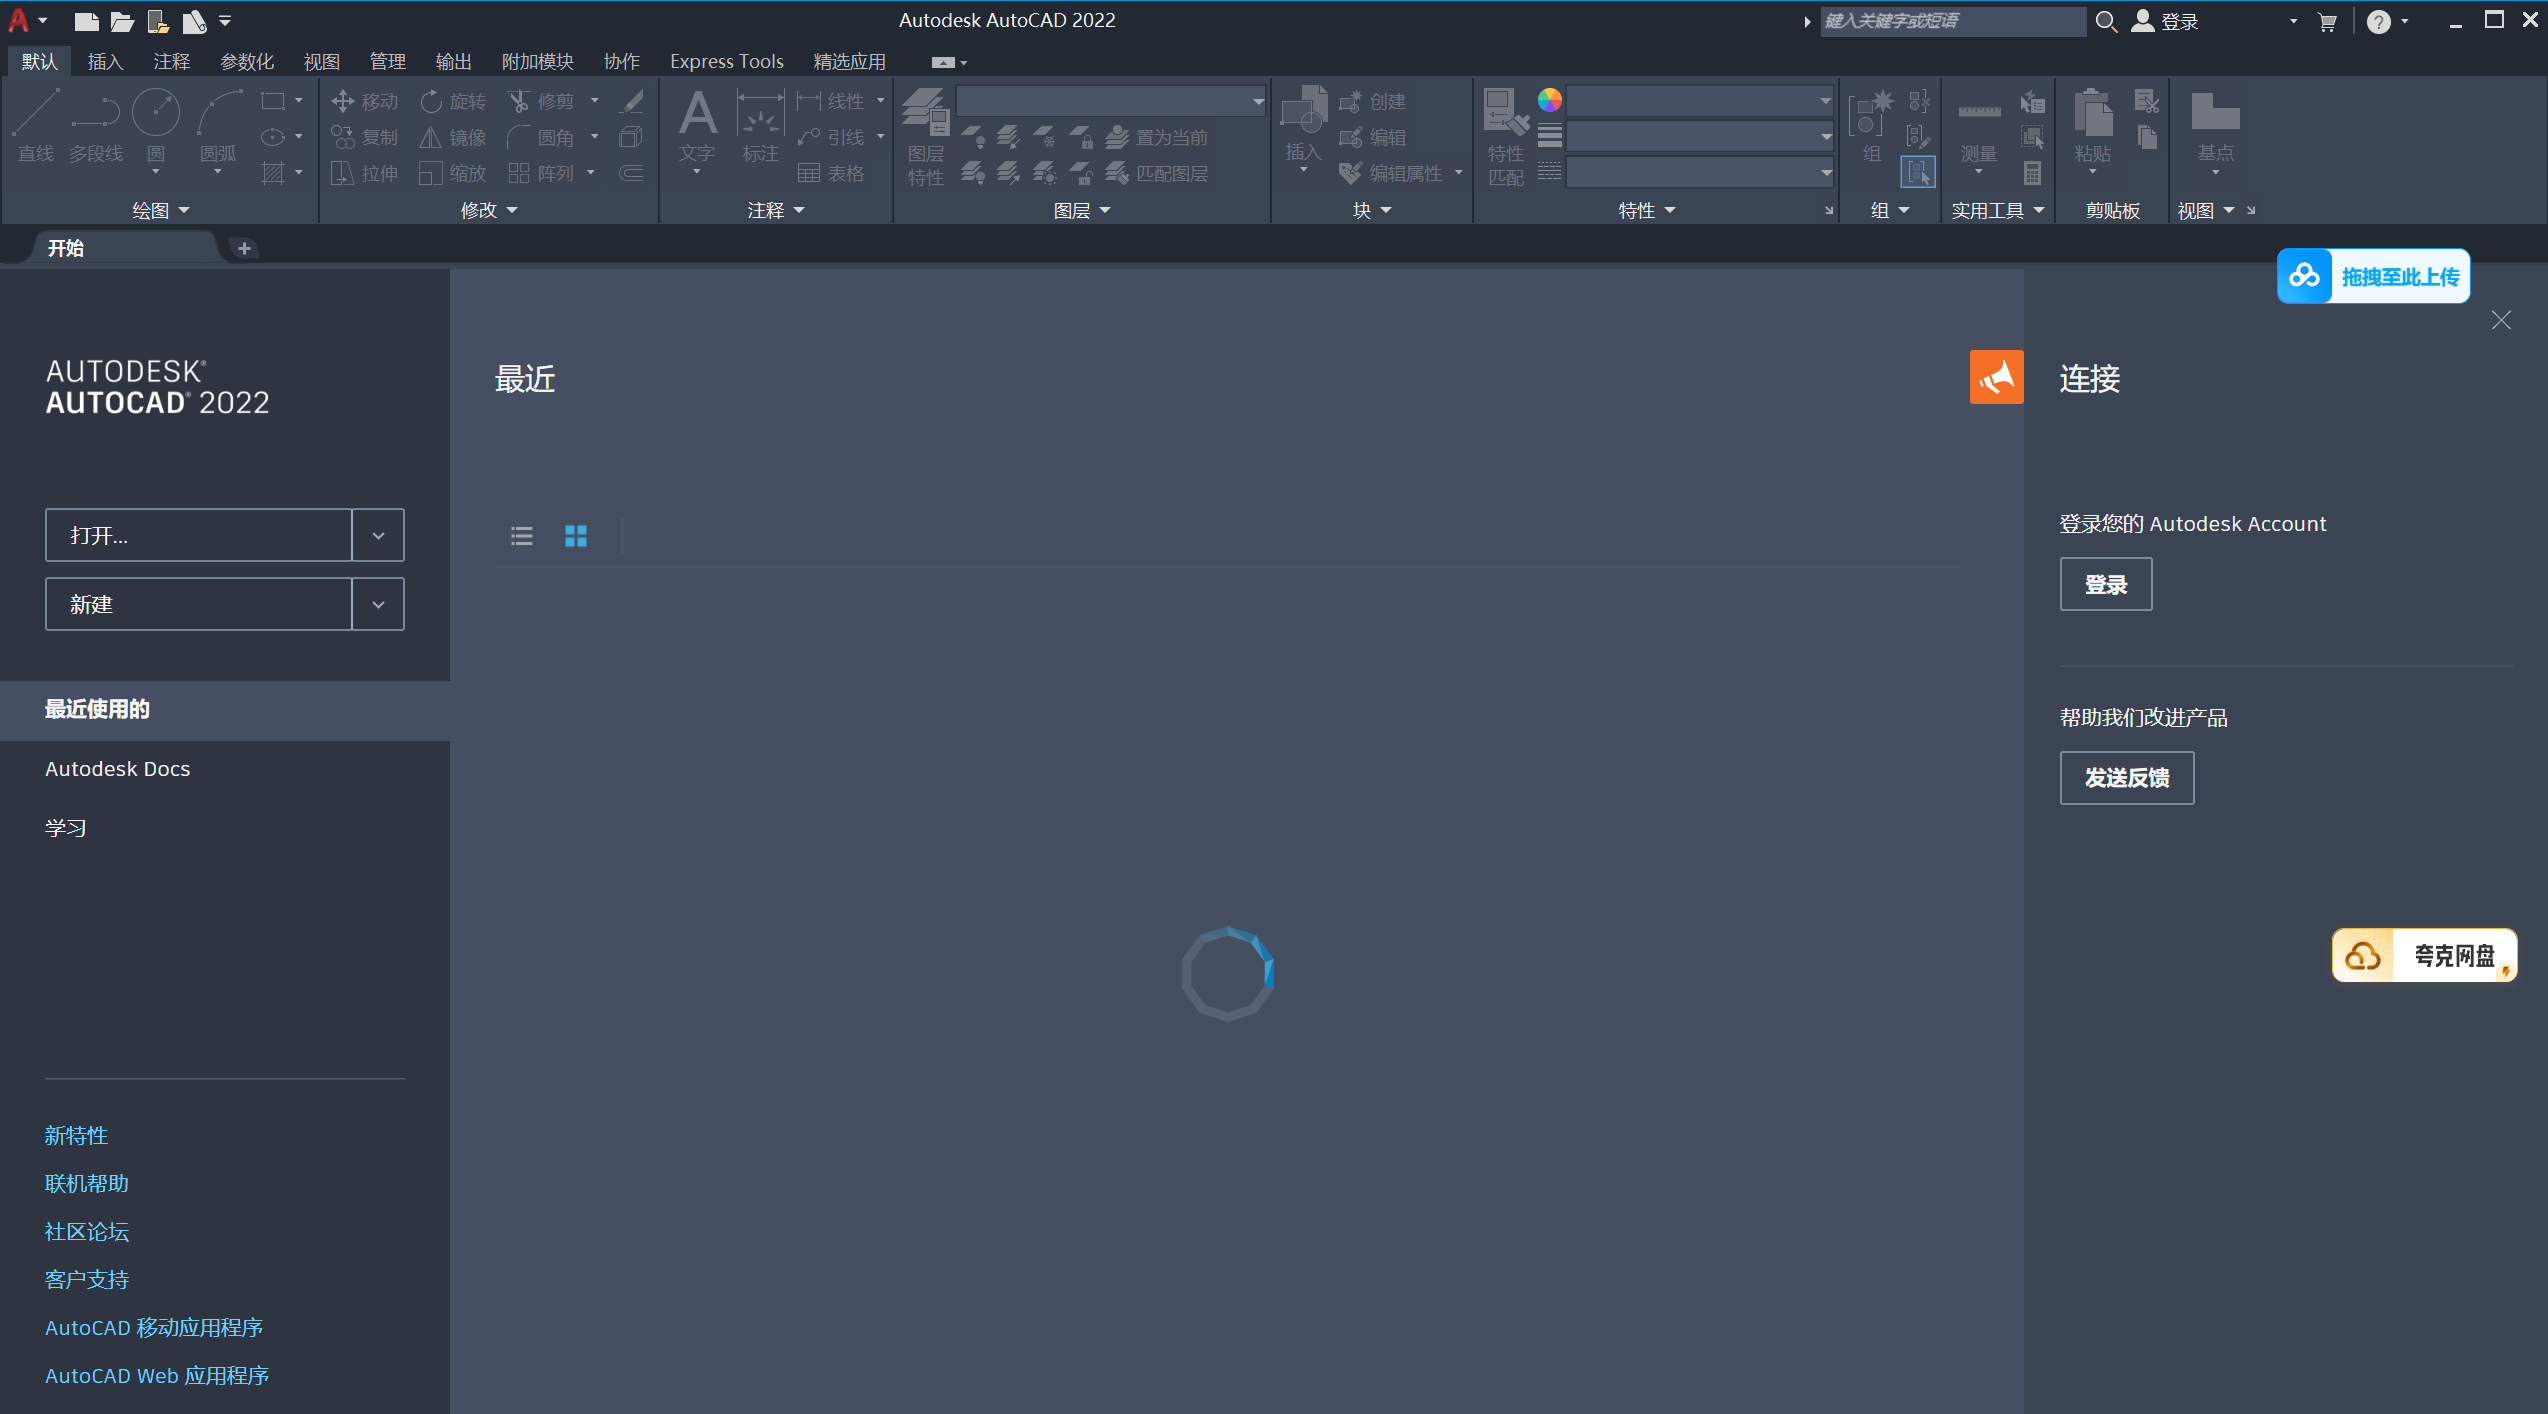 Autodesk AutoCAD 2022
键入关键字或短语
登录
默认 插入 注释 参数化 视图 管理 输出 附加模块 协作 Express Tools 精选应用
直线 多段线 圆 圆弧
移动 旋转 修剪
复制 镜像 圆角
拉伸 缩放 阵列
文字 标注
线性
引线
表格
图层
特性
置为当前
匹配图层
插入
创建
编辑
编辑属性
特性
匹配
组
测量
粘贴
基点
绘图 修改 注释 图层 块 特性 组 实用工具 剪贴板 视图
开始
拖拽至此上传
AUTODESK®
AUTOCAD® 2022
打开...
新建
最近使用的
Autodesk Docs
学习
新特性
联机帮助
社区论坛
客户支持
AutoCAD 移动应用程序
AutoCAD Web 应用程序
最近
连接
登录您的 Autodesk Account
登录
帮助我们改进产品
发送反馈
夸克网盘